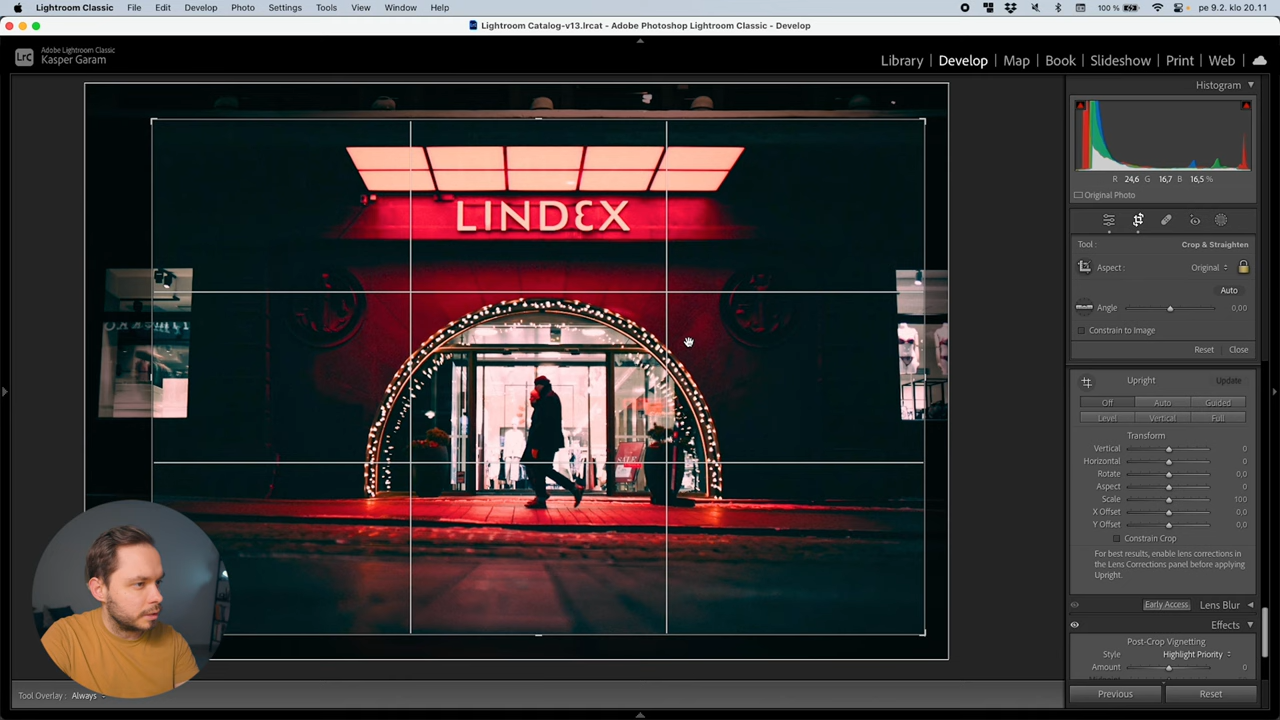 Lightroom Classic File Edit Develop Photo Settings Tools View Window Help 100 % pe 9.2. klo 20.11
Lightroom Catalog-v13.lrcat - Adobe Photoshop Lightroom Classic - Develop
Lrc Adobe Lightroom Classic
Kasper Garam
Library | Develop | Map | Book | Slideshow | Print | Web
Histogram
R 24,6 G 16,7 B 16,5 %
Original Photo
Tool : Crop & Straighten
Aspect : Original
Auto
Angle 0,00
Constrain to Image
Reset Close
Upright Update
Off Auto Guided
Level Vertical Full
Transform
Vertical 0
Horizontal 0
Rotate 0,0
Aspect 0
Scale 100
X Offset 0,0
Y Offset 0,0
Constrain Crop
For best results, enable lens corrections in
the Lens Corrections panel before applying
Upright.
Early Access Lens Blur
Effects
Post-Crop Vignetting
Style Highlight Priority
Amount 0
Previous Reset
LINDEX
SALE
Tool Overlay : Always